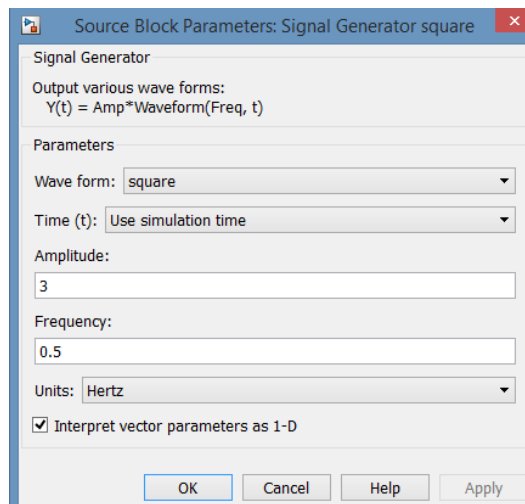 Source Block Parameters: Signal Generator square
Signal Generator
Output various wave forms:
Y(t) = Amp*Waveform(Freq, t)
Parameters
Wave form: square
Time (t): Use simulation time
Amplitude:
3
Frequency:
0.5
Units: Hertz
Interpret vector parameters as 1-D
OK Cancel Help Apply